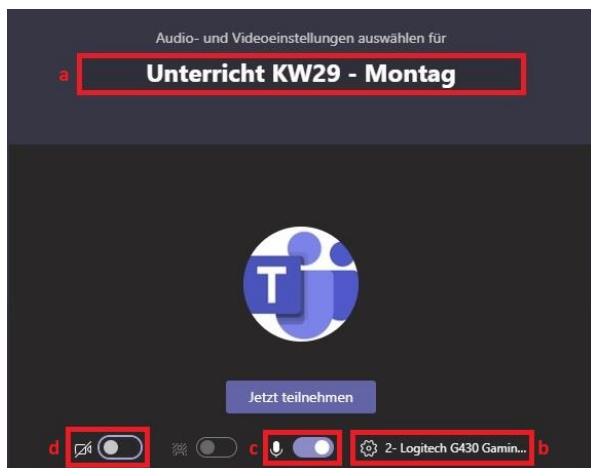 Audio- und Videoeinstellungen auswählen für
a Unterricht KW29 - Montag
T
Jetzt teilnehmen
d c 2- Logitech G430 Gamin... b